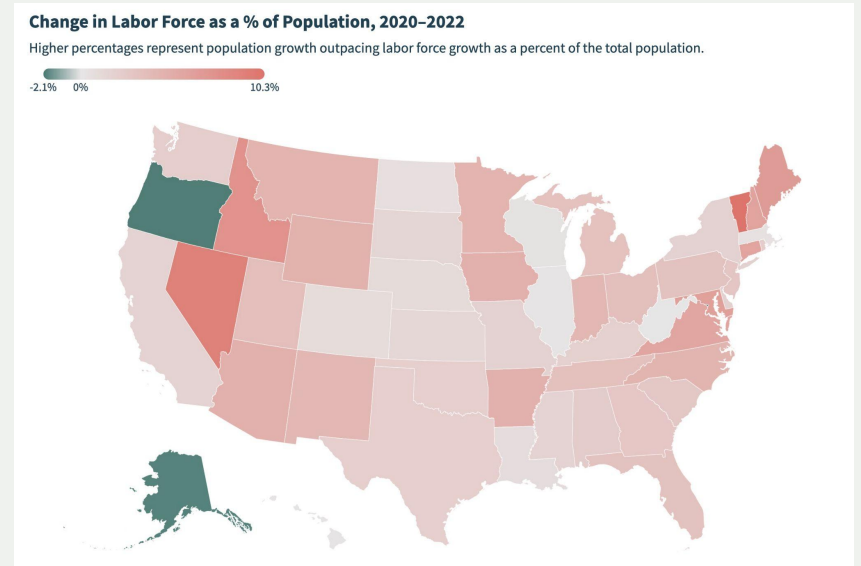 Change in Labor Force as a % of Population, 2020–2022
Higher percentages represent population growth outpacing labor force growth as a percent of the total population.
-2.1% 0% 10.3%